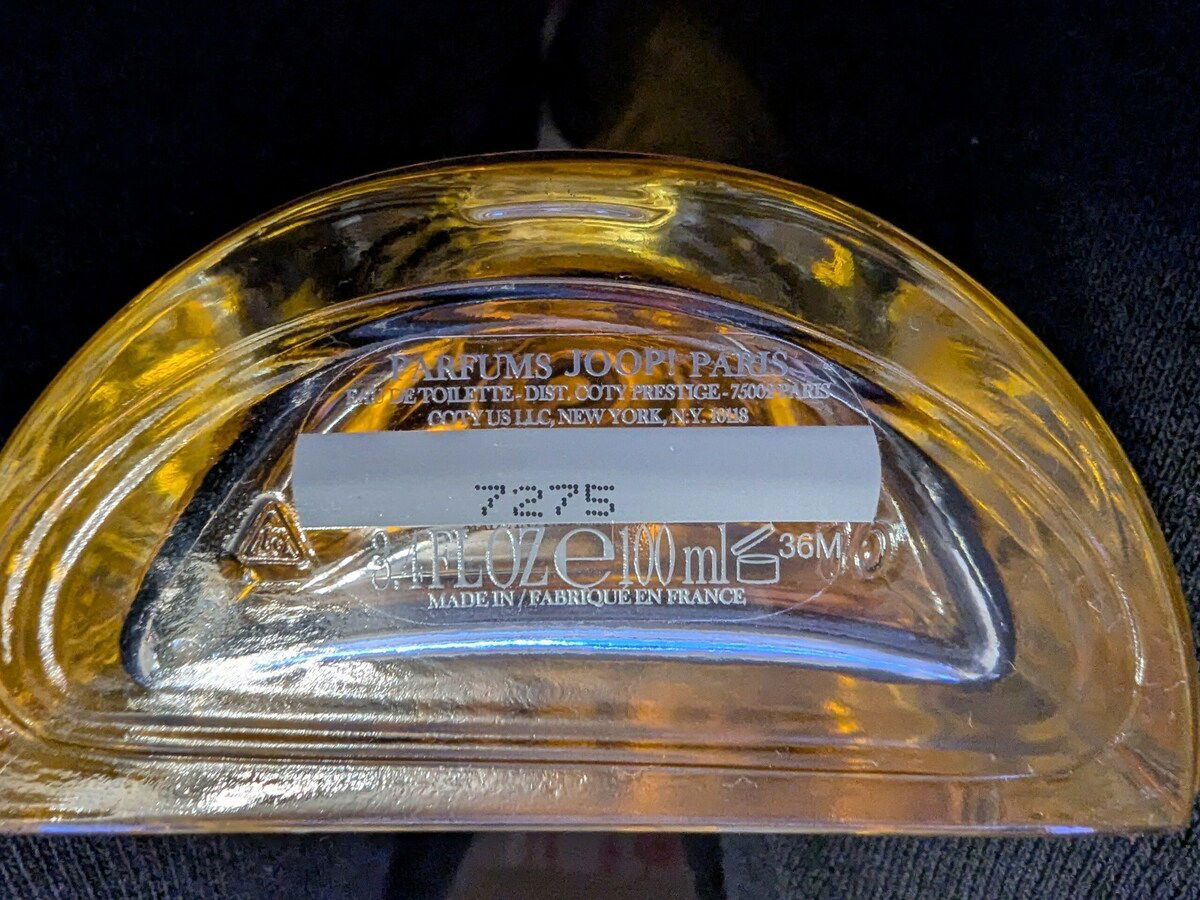 PARFUMS JOOP! PARIS
EAU DE TOILETTE - DIST. COTY PRESTIGE - 75009 PARIS
COTY US LLC, NEW YORK, N.Y. 10118
7275
3.4 FL OZ e 100 ml 36M
MADE IN / FABRIQUÉ EN FRANCE